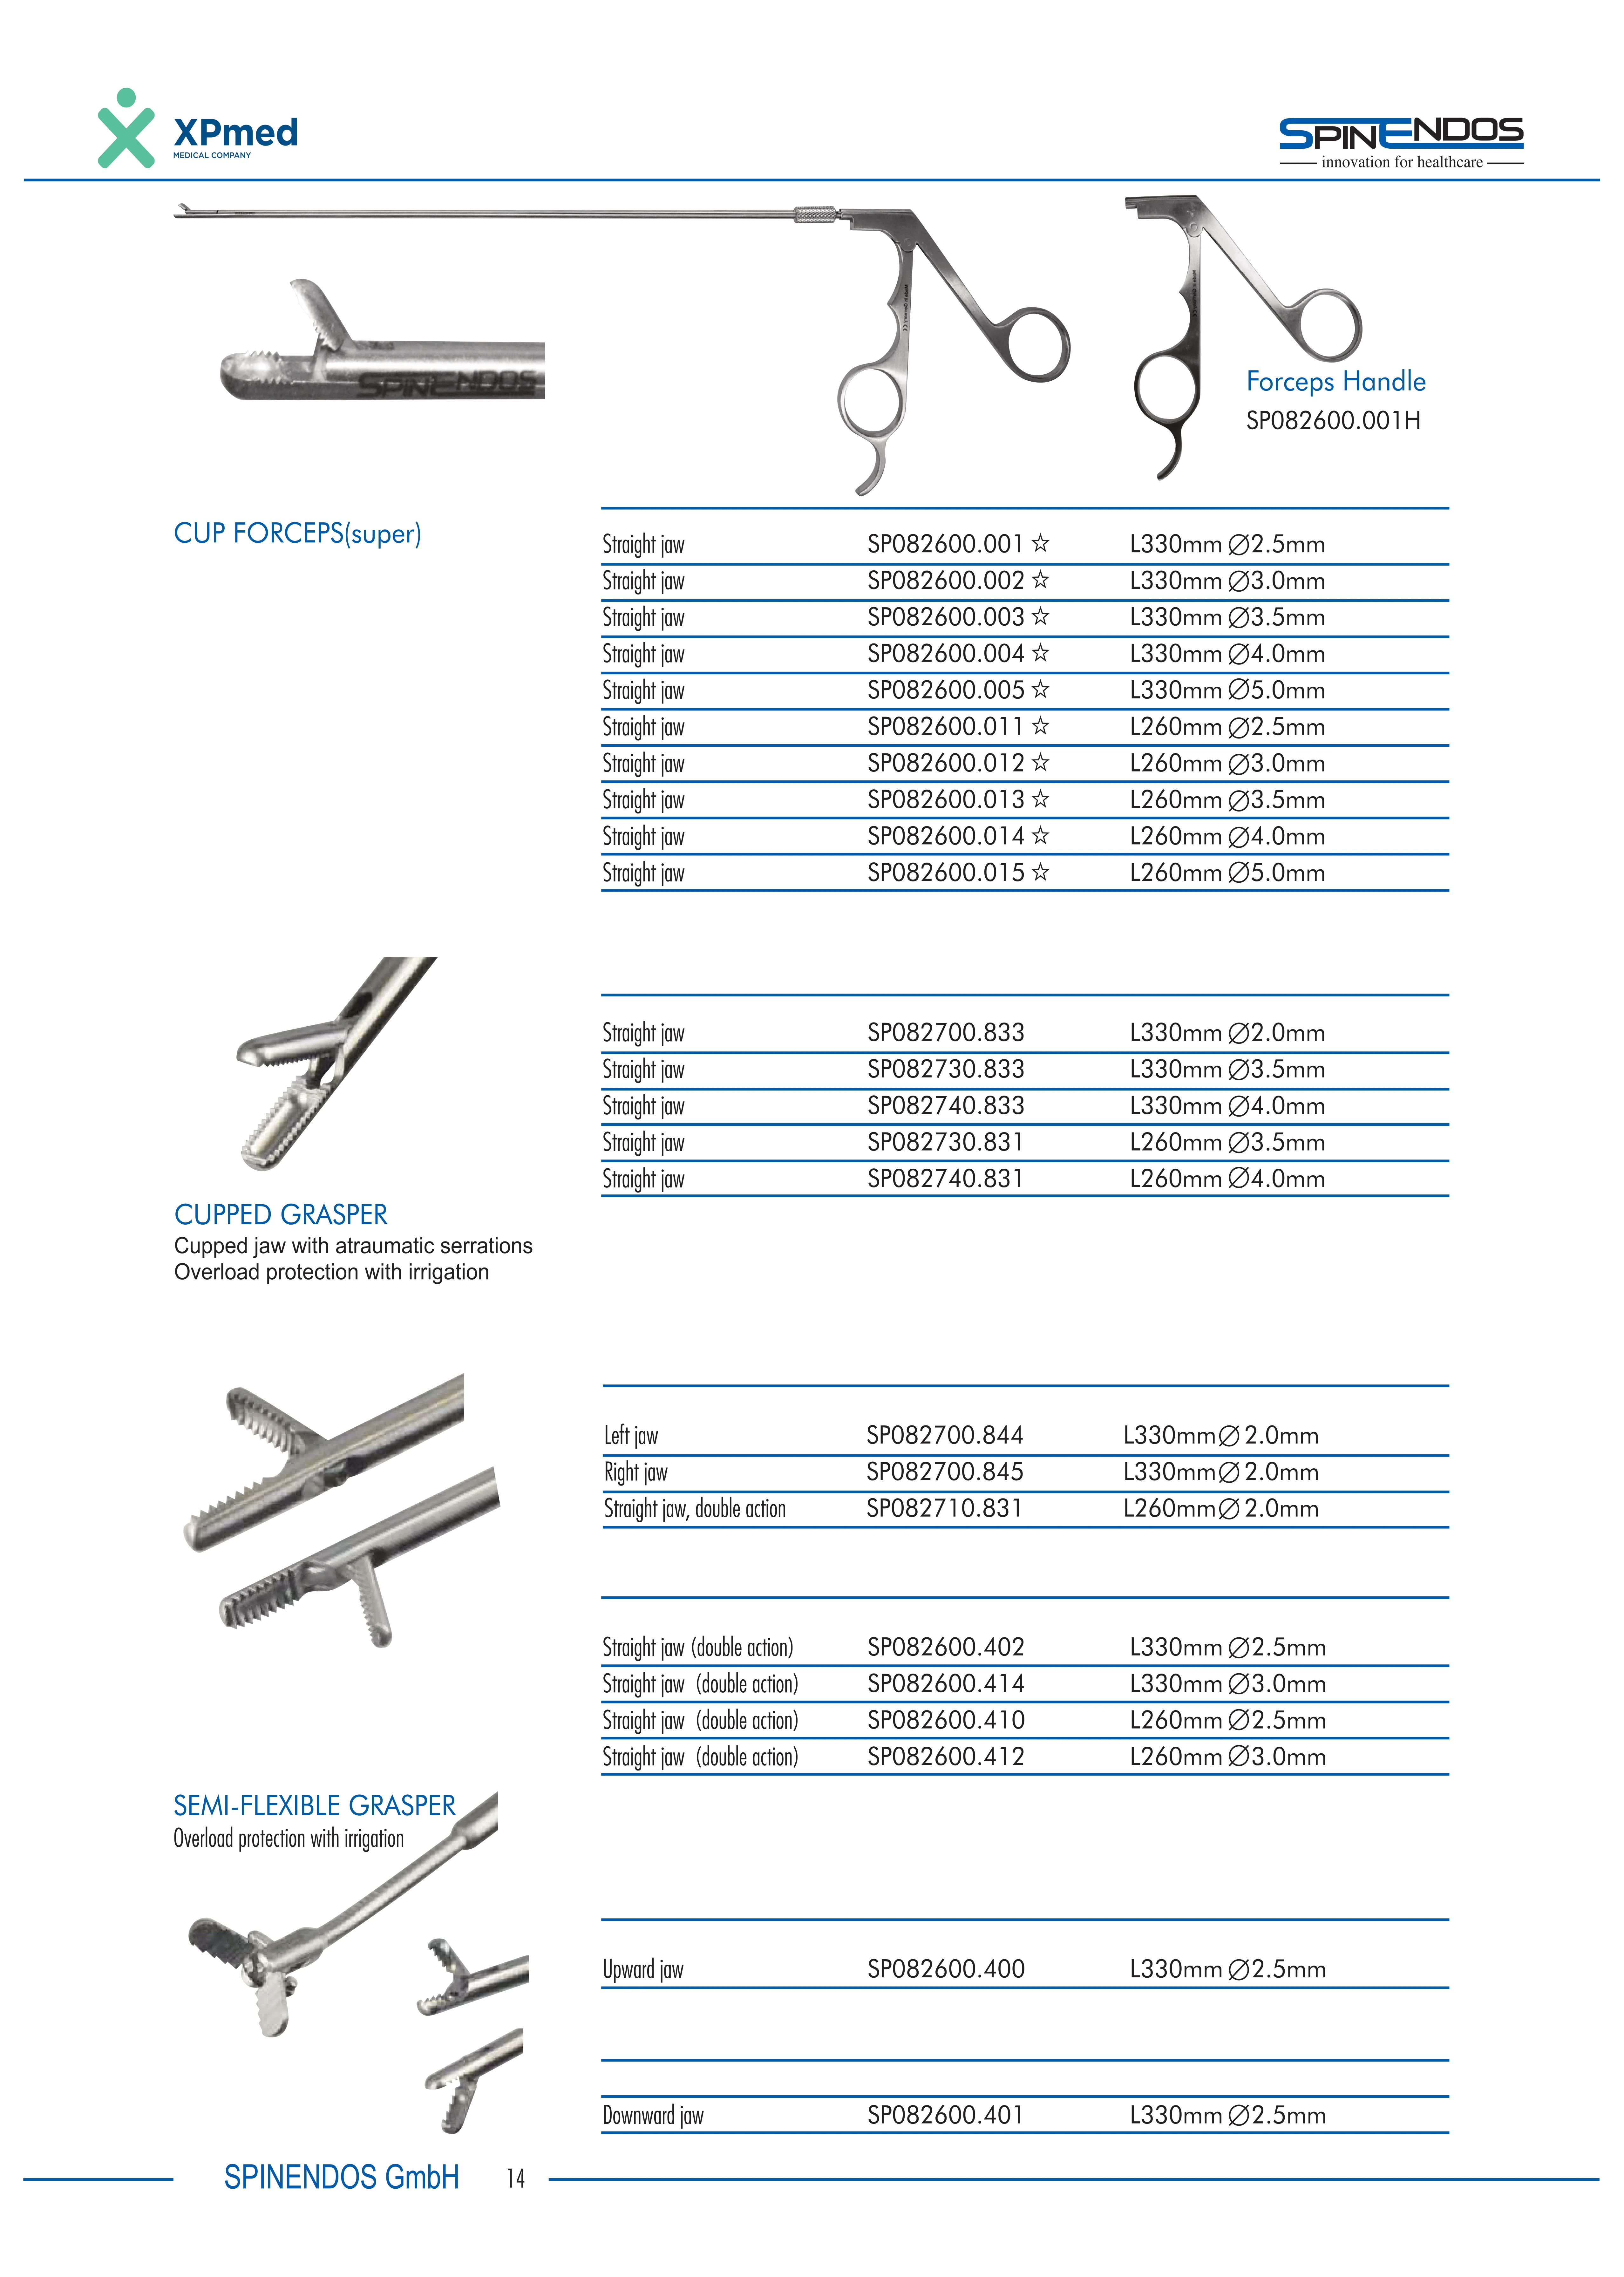 XPmed
MEDICAL COMPANY
SPINENDOS
innovation for healthcare
SPINENDOS
Forceps Handle
SP082600.001H
CUP FORCEPS(super)
Straight jaw SP082600.001 ☆ L330mm ∅2.5mm
Straight jaw SP082600.002 ☆ L330mm ∅3.0mm
Straight jaw SP082600.003 ☆ L330mm ∅3.5mm
Straight jaw SP082600.004 ☆ L330mm ∅4.0mm
Straight jaw SP082600.005 ☆ L330mm ∅5.0mm
Straight jaw SP082600.011 ☆ L260mm ∅2.5mm
Straight jaw SP082600.012 ☆ L260mm ∅3.0mm
Straight jaw SP082600.013 ☆ L260mm ∅3.5mm
Straight jaw SP082600.014 ☆ L260mm ∅4.0mm
Straight jaw SP082600.015 ☆ L260mm ∅5.0mm
Straight jaw SP082700.833 L330mm ∅2.0mm
Straight jaw SP082730.833 L330mm ∅3.5mm
Straight jaw SP082740.833 L330mm ∅4.0mm
Straight jaw SP082730.831 L260mm ∅3.5mm
Straight jaw SP082740.831 L260mm ∅4.0mm
CUPPED GRASPER
Cupped jaw with atraumatic serrations
Overload protection with irrigation
Left jaw SP082700.844 L330mm∅ 2.0mm
Right jaw SP082700.845 L330mm∅ 2.0mm
Straight jaw, double action SP082710.831 L260mm∅ 2.0mm
Straight jaw (double action) SP082600.402 L330mm ∅2.5mm
Straight jaw (double action) SP082600.414 L330mm ∅3.0mm
Straight jaw (double action) SP082600.410 L260mm ∅2.5mm
Straight jaw (double action) SP082600.412 L260mm ∅3.0mm
SEMI-FLEXIBLE GRASPER
Overload protection with irrigation
Upward jaw SP082600.400 L330mm ∅2.5mm
Downward jaw SP082600.401 L330mm ∅2.5mm
SPINENDOS GmbH 14